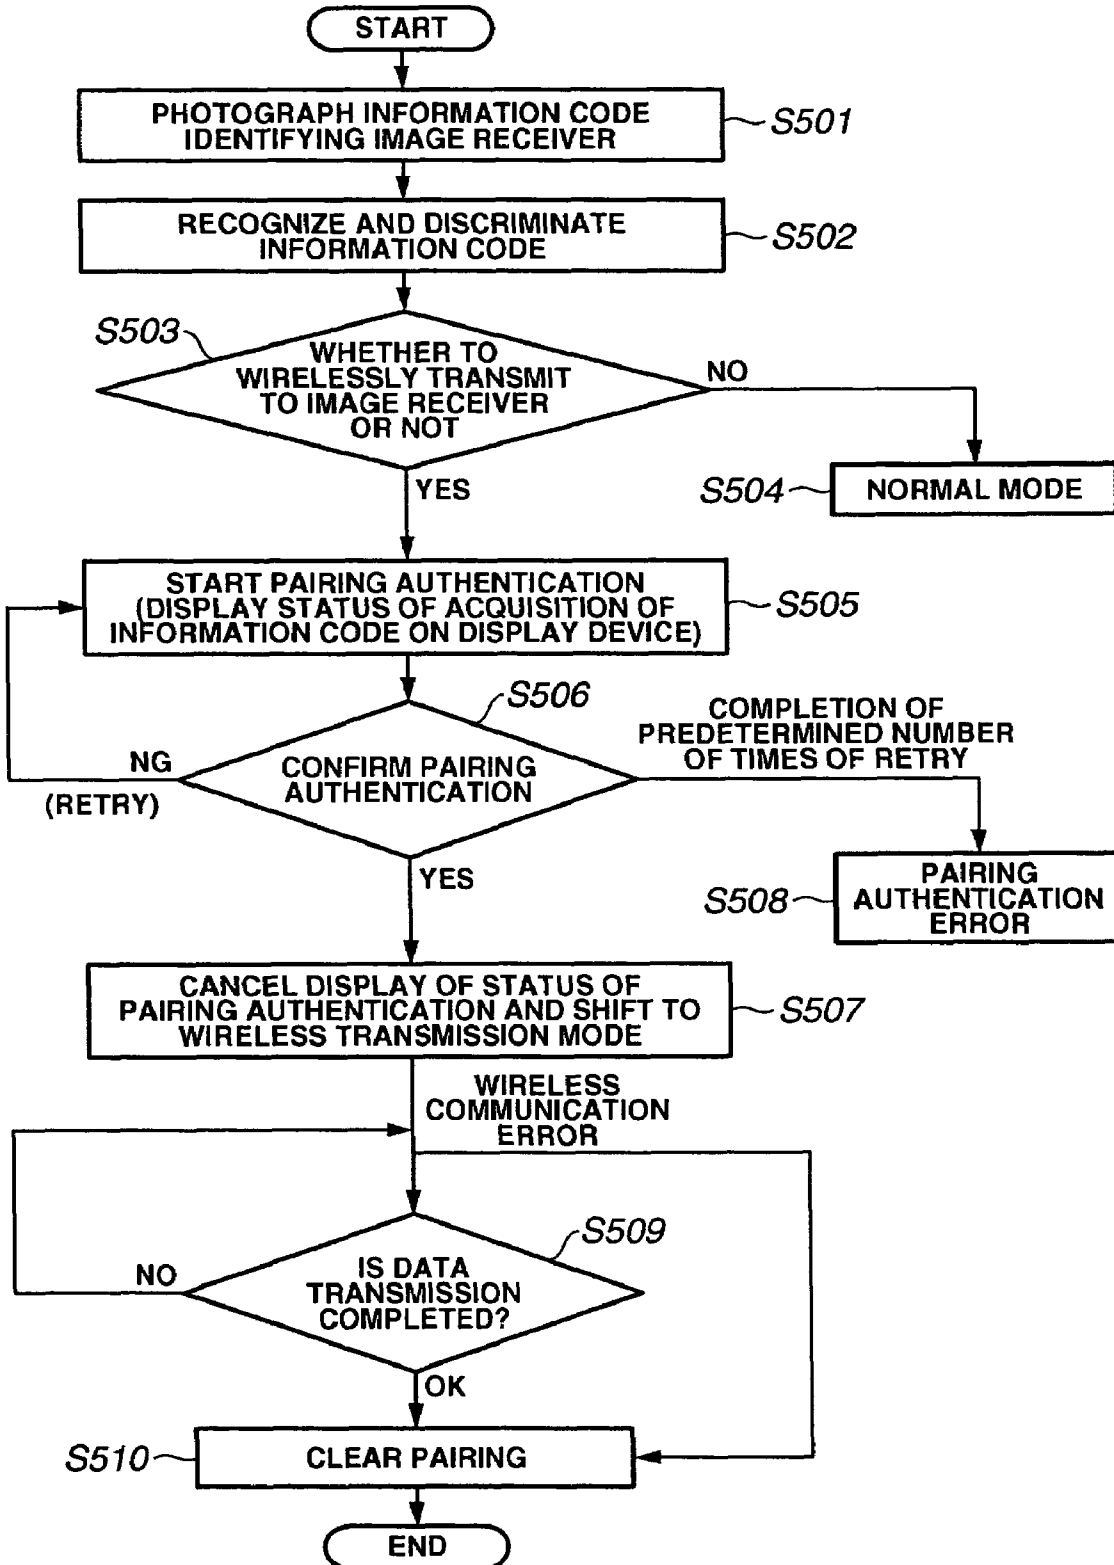 START
PHOTOGRAPH INFORMATION CODE
IDENTIFYING IMAGE RECEIVER
S501
RECOGNIZE AND DISCRIMINATE
INFORMATION CODE
S502
S503
WHETHER TO
WIRELESSLY TRANSMIT
TO IMAGE RECEIVER
OR NOT
NO
YES
S504
NORMAL MODE
START PAIRING AUTHENTICATION
(DISPLAY STATUS OF ACQUISITION OF
INFORMATION CODE ON DISPLAY DEVICE)
S505
S506
CONFIRM PAIRING
AUTHENTICATION
NG
(RETRY)
COMPLETION OF
PREDETERMINED NUMBER
OF TIMES OF RETRY
YES
S508
PAIRING
AUTHENTICATION
ERROR
CANCEL DISPLAY OF STATUS OF
PAIRING AUTHENTICATION AND SHIFT TO
WIRELESS TRANSMISSION MODE
S507
WIRELESS
COMMUNICATION
ERROR
S509
IS DATA
TRANSMISSION
COMPLETED?
NO
OK
S510
CLEAR PAIRING
END